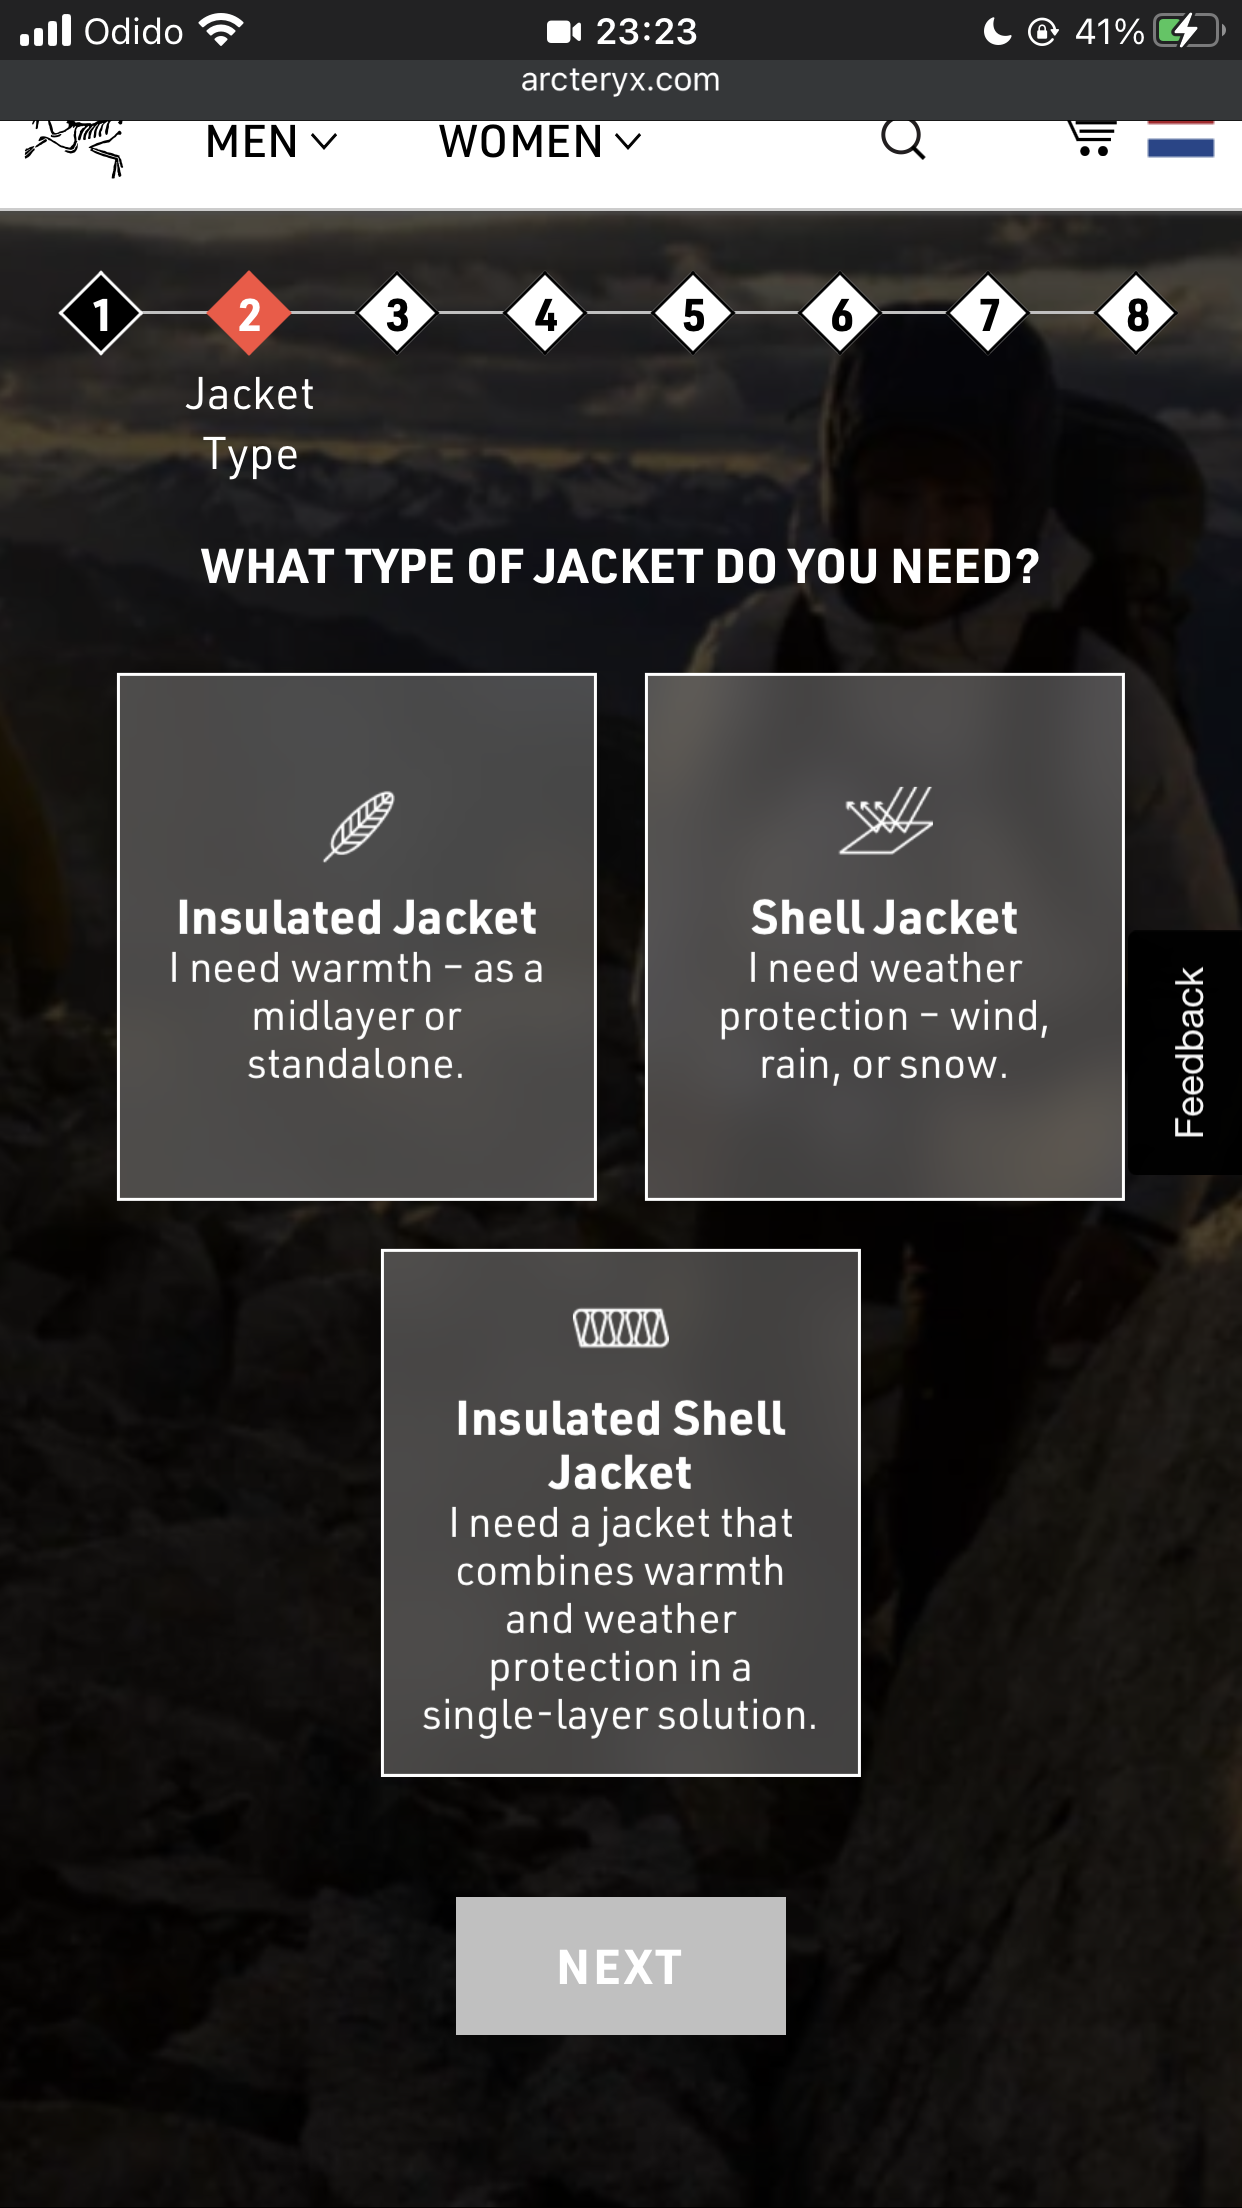 Odido 23:23 41%
arcteryx.com
MEN WOMEN
1 2 3 4 5 6 7 8
Jacket
Type
WHAT TYPE OF JACKET DO YOU NEED?
Insulated Jacket
I need warmth – as a
midlayer or
standalone.
Shell Jacket
I need weather
protection – wind,
rain, or snow.
Feedback
Insulated Shell
Jacket
I need a jacket that
combines warmth
and weather
protection in a
single-layer solution.
NEXT